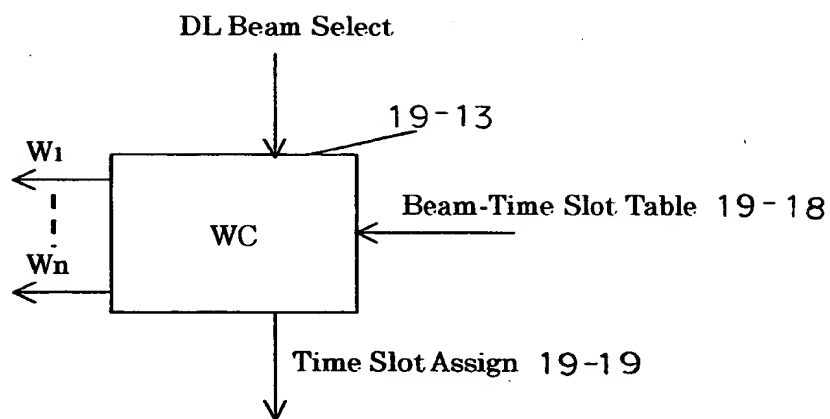 DL Beam Select
19-13
W1
Beam-Time Slot Table 19-18
WC
Wn
Time Slot Assign 19-19